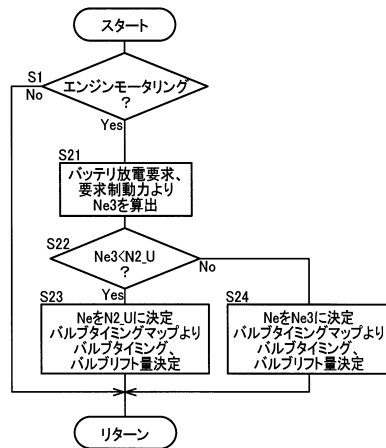 スタート
S1
エンジンモータリング
?
No
Yes
S21
バッテリ放電要求、
要求制動力より
Ne3を算出
S22
Ne3<N2_U
?
No
Yes
S23
NeをN2_Uに決定
バルブタイミングマップより
バルブタイミング、
バルブリフト量決定
S24
NeをNe3に決定
バルブタイミングマップより
バルブタイミング、
バルブリフト量決定
リターン